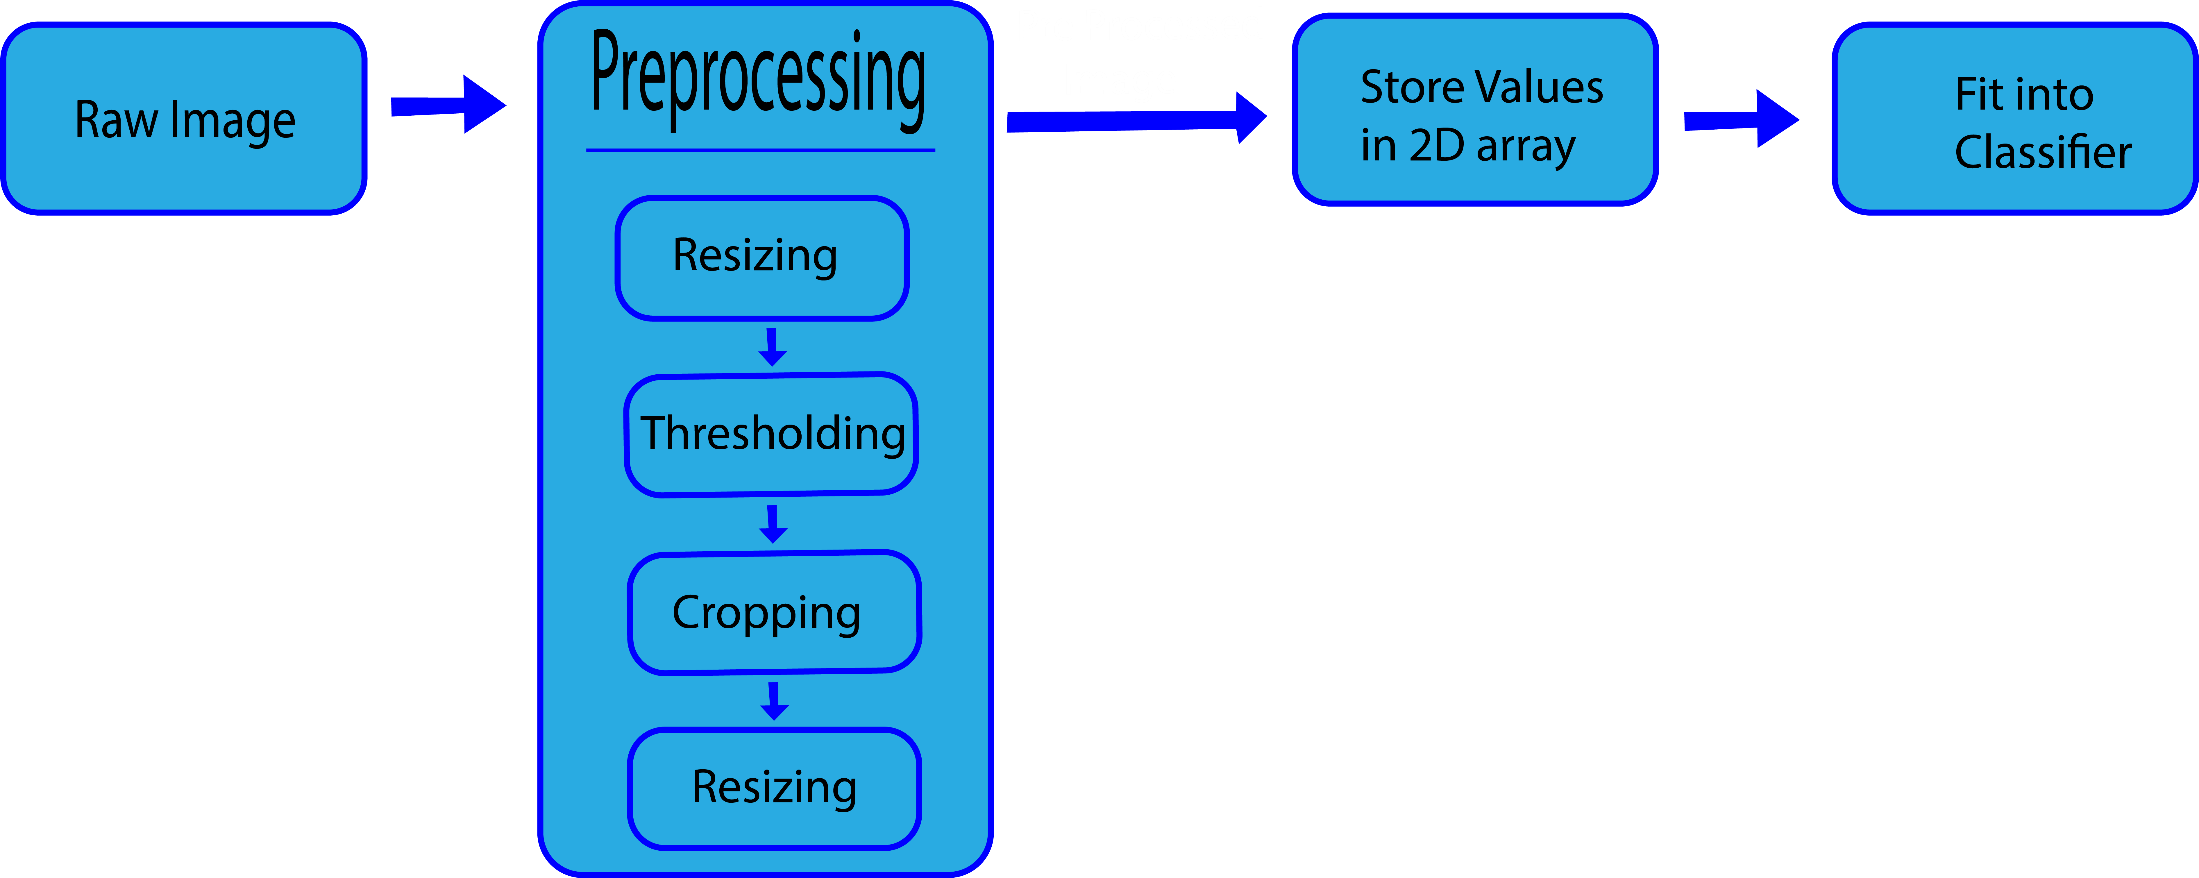 Raw Image
Preprocessing
Resizing
Thresholding
Cropping
Resizing
Store Values
in 2D array
Fit into
Classifier